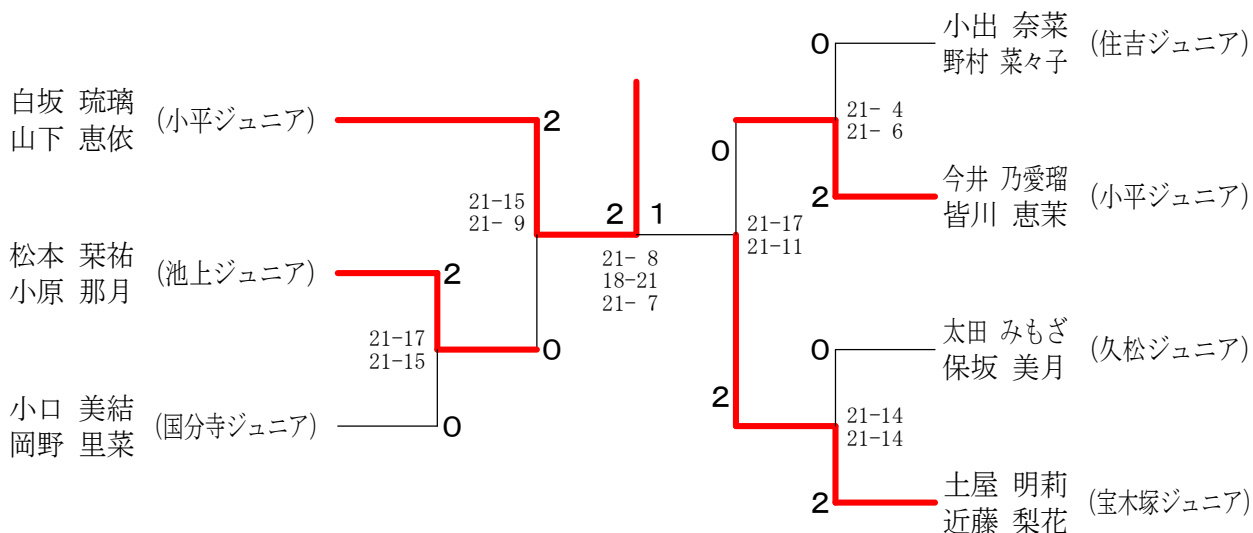 白坂 琉璃
山下 恵依
(小平ジュニア)
2
21-15
21- 9
松本 栞祐
小原 那月
(池上ジュニア)
2
21-17
21-15
0
小口 美結
岡野 里菜
(国分寺ジュニア)
0
2
1
21- 8
18-21
21- 7
小出 奈菜
野村 菜々子
(住吉ジュニア)
0
21- 4
21- 6
0
今井 乃愛瑠
皆川 恵茉
(小平ジュニア)
2
21-17
21-11
太田 みもざ
保坂 美月
(久松ジュニア)
0
2
21-14
21-14
土屋 明莉
近藤 梨花
(宝木塚ジュニア)
2